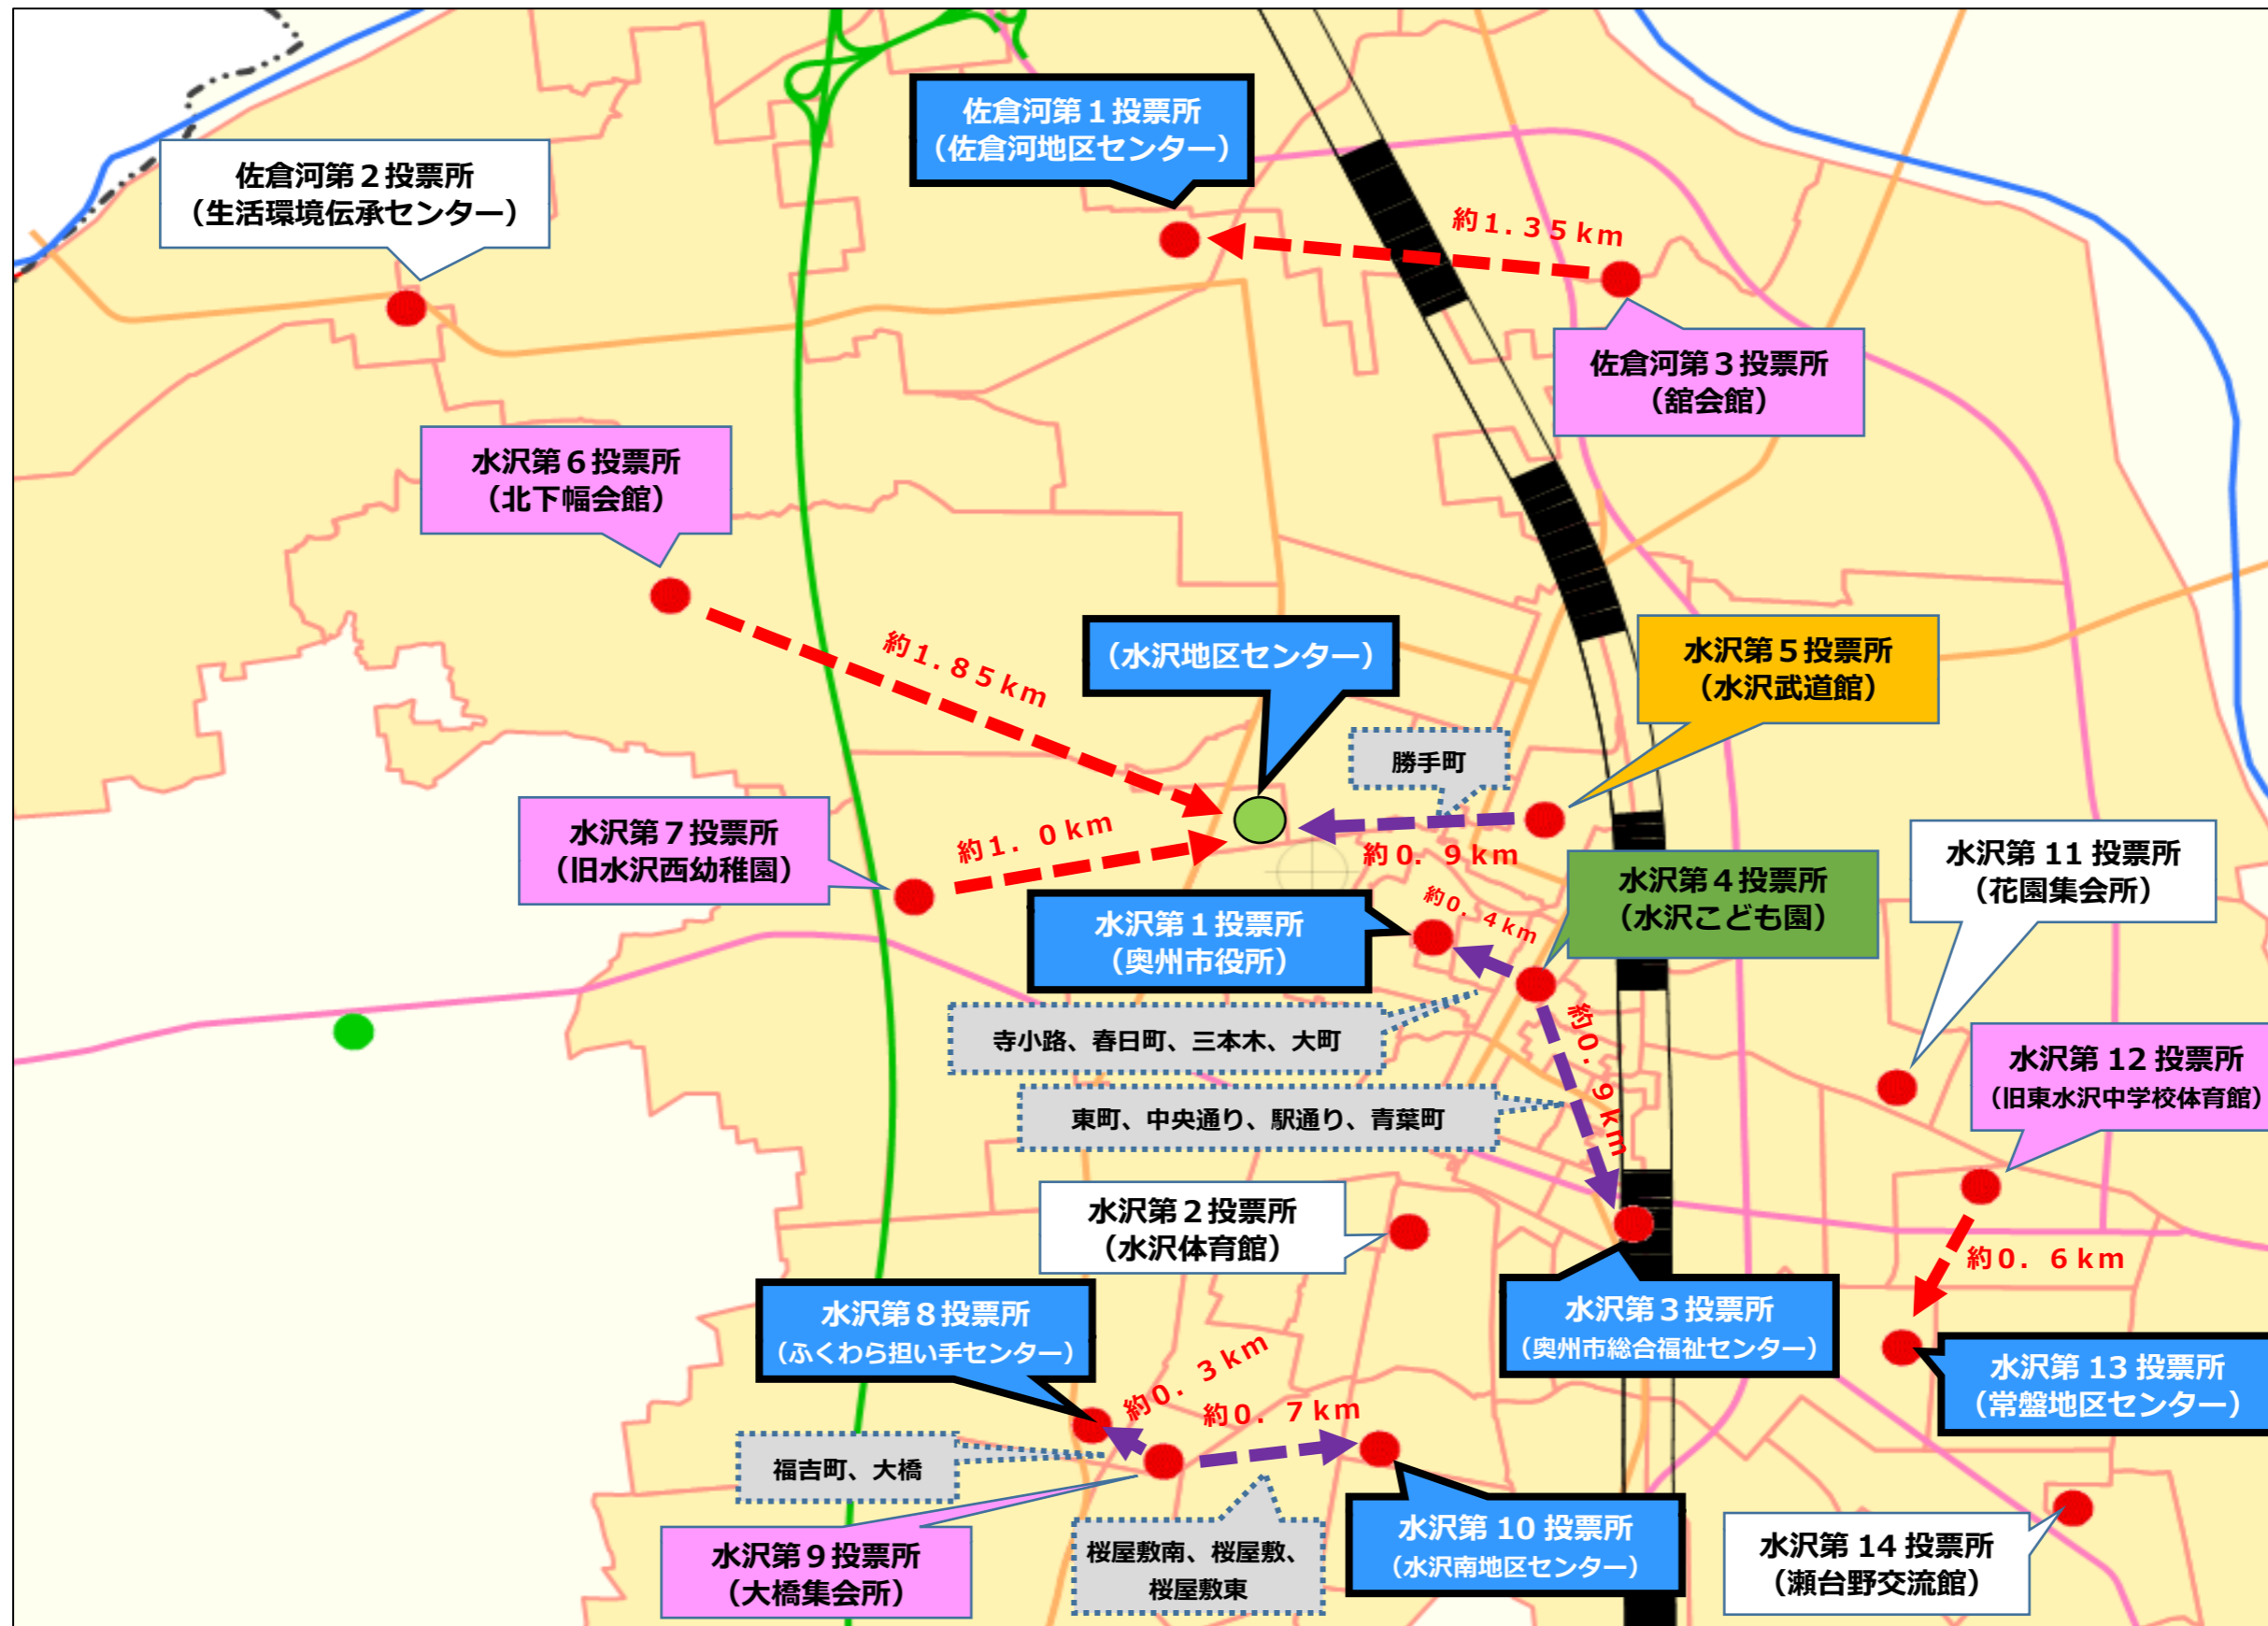 佐倉河第１投票所
（佐倉河地区センター）
佐倉河第２投票所
（生活環境伝承センター）
約１.３５ｋｍ
佐倉河第３投票所
（舘会館）
水沢第６投票所
（北下幅会館）
約１.８５ｋｍ
（水沢地区センター）
水沢第５投票所
（水沢武道館）
勝手町
水沢第７投票所
（旧水沢西幼稚園）
約１．０ｋｍ
約０．９ｋｍ
水沢第４投票所
（水沢こども園）
水沢第 11 投票所
（花園集会所）
水沢第１投票所
（奥州市役所）
約０．４ｋｍ
寺小路、春日町、三本木、大町
約０．９ｋｍ
水沢第 12 投票所
（旧東水沢中学校体育館）
東町、中央通り、駅通り、青葉町
水沢第２投票所
（水沢体育館）
約０．６ｋｍ
水沢第８投票所
（ふくわら担い手センター）
水沢第３投票所
（奥州市総合福祉センター）
水沢第 13 投票所
（常盤地区センター）
約０．３ｋｍ
約０．７ｋｍ
福吉町、大橋
水沢第９投票所
（大橋集会所）
桜屋敷南、桜屋敷、
桜屋敷東
水沢第 10 投票所
（水沢南地区センター）
水沢第 14 投票所
（瀬台野交流館）